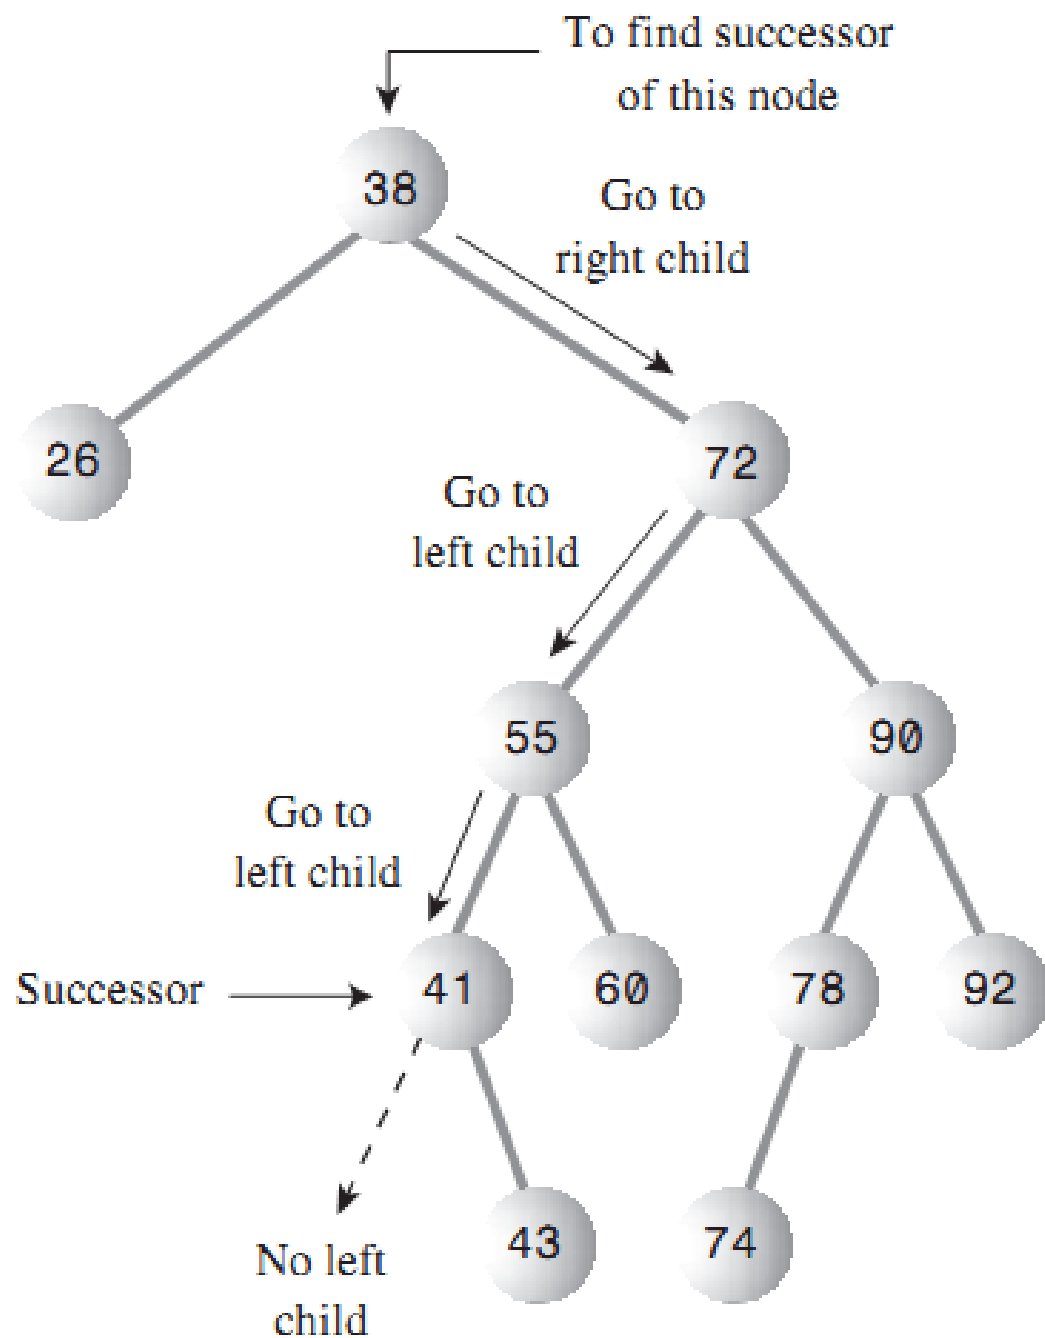 To find successor
of this node
38
Go to
right child
26
72
Go to
left child
55
90
Go to
left child
Successor
41
60
78
92
43
74
No left
child